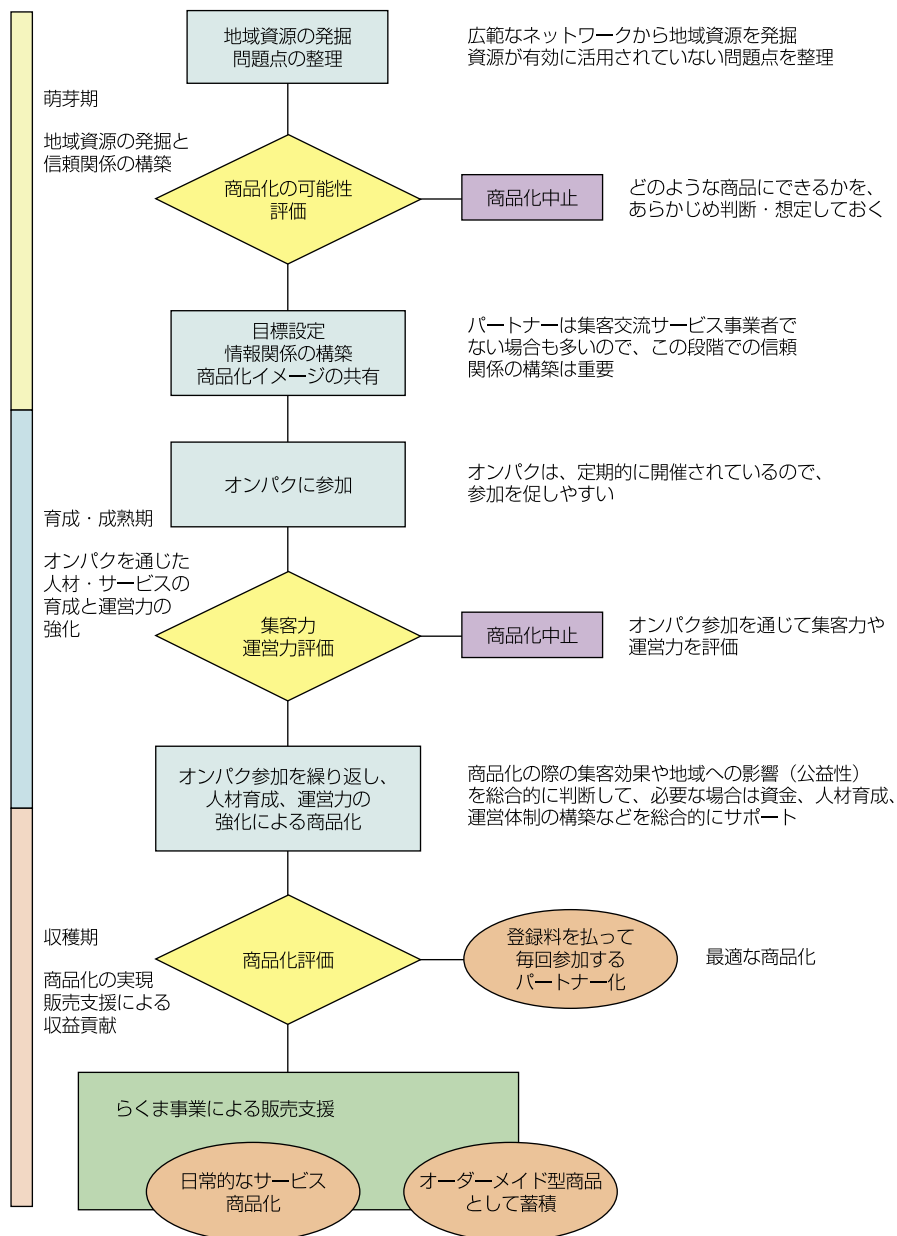 地域資源の発掘
問題点の整理
広範なネットワークから地域資源を発掘
資源が有効に活用されていない問題点を整理
萌芽期
地域資源の発掘と
信頼関係の構築
商品化の可能性
評価
商品化中止
どのような商品にできるかを、
あらかじめ判断・想定しておく
目標設定
情報関係の構築
商品化イメージの共有
パートナーは集客交流サービス事業者で
ない場合も多いので、この段階での信頼
関係の構築は重要
オンパクに参加
オンパクは、定期的に開催されているので、
参加を促しやすい
育成・成熟期
オンパクを通じた
人材・サービスの
育成と運営力の
強化
集客力
運営力評価
商品化中止
オンパク参加を通じて集客力や
運営力を評価
オンパク参加を繰り返し、
人材育成、運営力の
強化による商品化
商品化の際の集客効果や地域への影響（公益性）
を総合的に判断して、必要な場合は資金、人材育成、
運営体制の構築などを総合的にサポート
収穫期
商品化の実現
販売支援による
収益貢献
商品化評価
登録料を払って
毎回参加する
パートナー化
最適な商品化
らくま事業による販売支援
日常的なサービス
商品化
オーダーメイド型商品
として蓄積